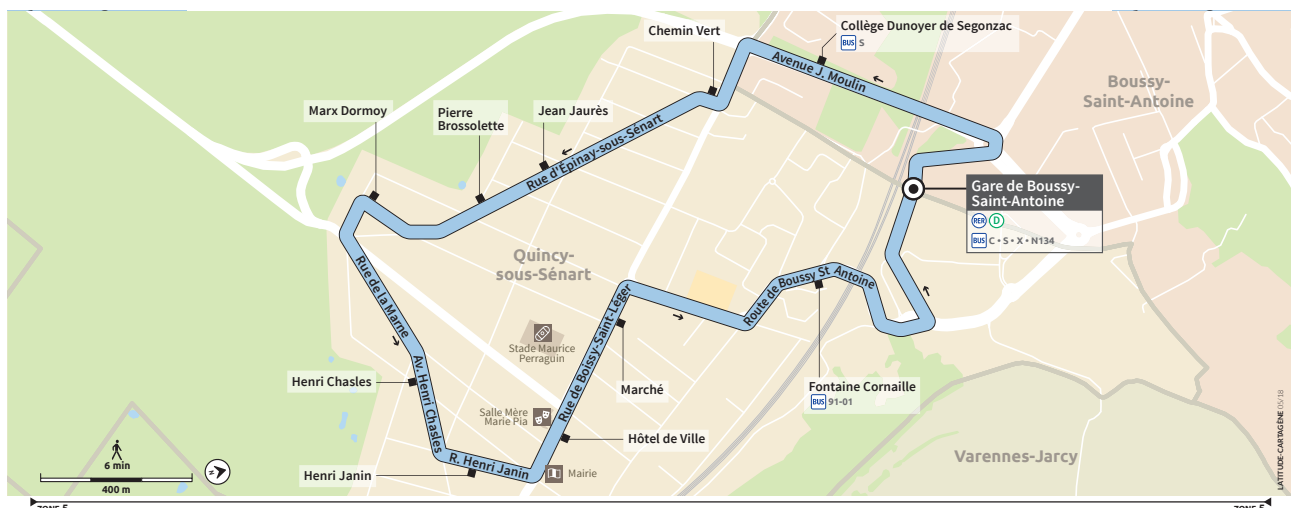 Chemin Vert
Collège Dunoyer de Segonzac
BUS S
Avenue J. Moulin
Boussy-
Saint-Antoine
Marx Dormoy
Pierre
Brossolette
Jean Jaurès
Rue d'Épinay-sous-Sénart
Gare de Boussy-
Saint-Antoine
RER D
BUS C • S • X • N134
Quincy-
sous-Sénart
Rue de la Marne
Route de Boussy St Antoine
Rue de Boissy-Saint-Léger
Stade Maurice
Perraguin
Henri Chasles
Av. Henri Chasles
Marché
Fontaine Cornaille
BUS 91-01
Salle Mère
Marie Pia
Hôtel de Ville
R. Henri Janin
Henri Janin
Mairie
Varennes-Jarcy
6 min
400 m
N
LATITUDE-CARTAGÈNE 05/18
ZONE 5
ZONE 5